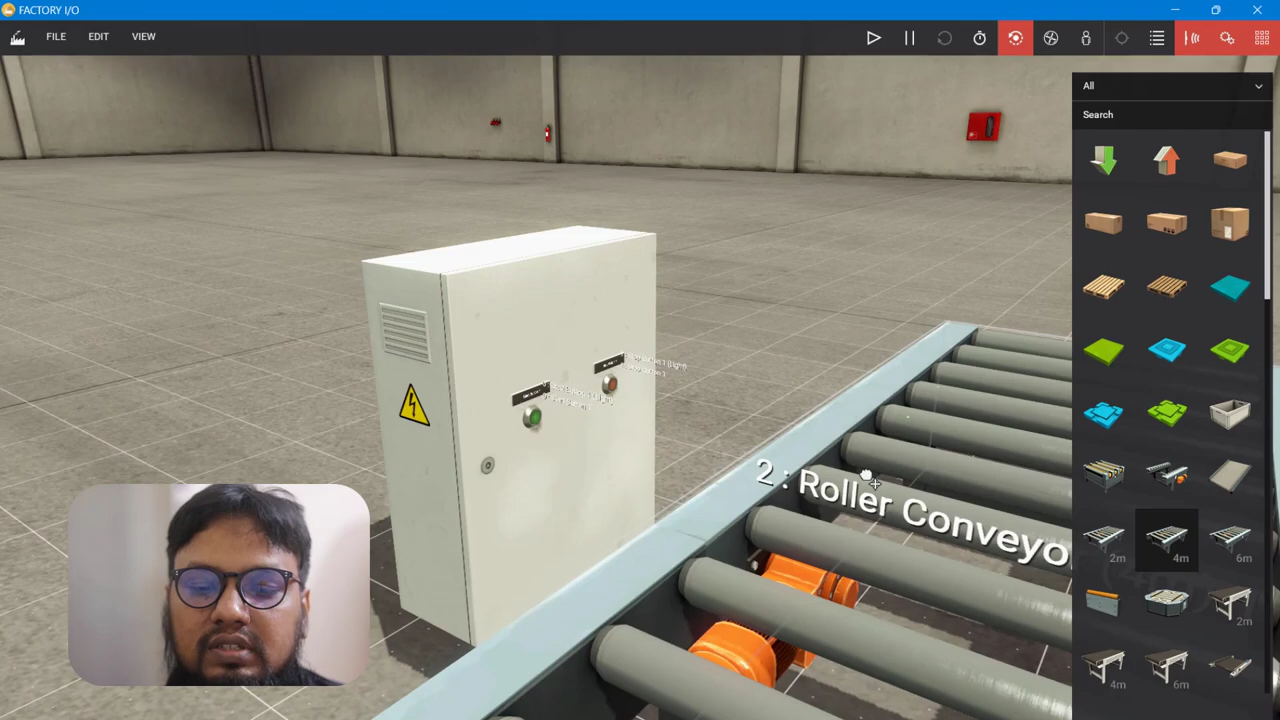 FACTORY I/O
FILE EDIT VIEW
All
Search
2 : Roller Conveyo
2m 4m 6m
2m
4m 6m